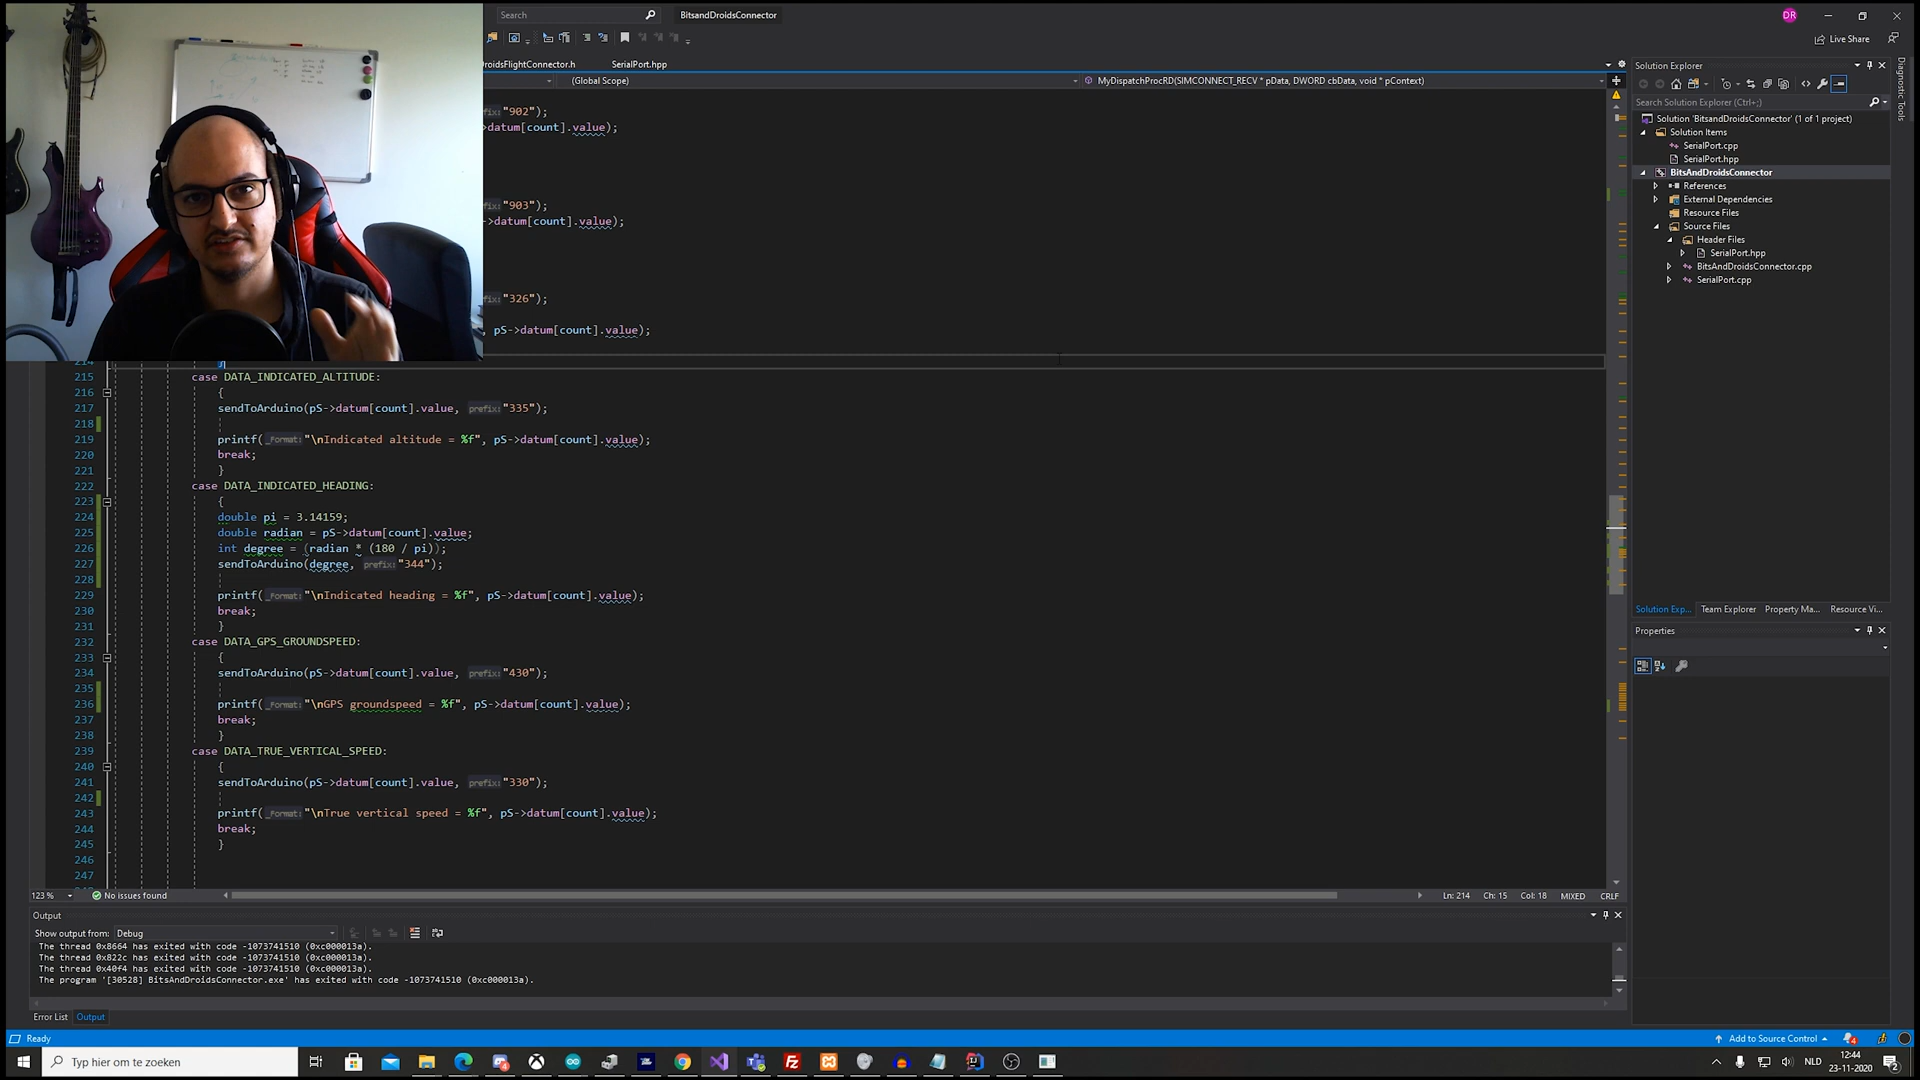 Search
BitsandDroidsConnector
DR
Live Share
DroidsFlightConnector.h SerialPort.hpp
(Global Scope) MyDispatchProcRD(SIMCONNECT_RECV * pData, DWORD cbData, void * pContext)
"902");
datum[count].value);
"903");
>datum[count].value);
"326");
, pS->datum[count].value);
214 }
215 case DATA_INDICATED_ALTITUDE:
216 {
217 sendToArduino(pS->datum[count].value, prefix: "335");
218
219 printf(_Format: "\nIndicated altitude = %f", pS->datum[count].value);
220 break;
221 }
222 case DATA_INDICATED_HEADING:
223 {
224 double pi = 3.14159;
225 double radian = pS->datum[count].value;
226 int degree = (radian * (180 / pi));
227 sendToArduino(degree, prefix: "344");
228
229 printf(_Format: "\nIndicated heading = %f", pS->datum[count].value);
230 break;
231 }
232 case DATA_GPS_GROUNDSPEED:
233 {
234 sendToArduino(pS->datum[count].value, prefix: "430");
235
236 printf(_Format: "\nGPS groundspeed = %f", pS->datum[count].value);
237 break;
238 }
239 case DATA_TRUE_VERTICAL_SPEED:
240 {
241 sendToArduino(pS->datum[count].value, prefix: "330");
242
243 printf(_Format: "\nTrue vertical speed = %f", pS->datum[count].value);
244 break;
245 }
246
247
123 % No issues found Ln: 214 Ch: 15 Col: 18 MIXED CRLF
Output
Show output from: Debug
The thread 0x8664 has exited with code -1073741510 (0xc000013a).
The thread 0x822c has exited with code -1073741510 (0xc000013a).
The thread 0x40f4 has exited with code -1073741510 (0xc000013a).
The program '[30528] BitsAndDroidsConnector.exe' has exited with code -1073741510 (0xc000013a).
Error List Output
Solution Explorer
Search Solution Explorer (Ctrl+;)
Solution 'BitsandDroidsConnector' (1 of 1 project)
Solution Items
SerialPort.cpp
SerialPort.hpp
BitsAndDroidsConnector
References
External Dependencies
Resource Files
Source Files
Header Files
SerialPort.hpp
BitsAndDroidsConnector.cpp
SerialPort.cpp
Solution Exp... Team Explorer Property Ma... Resource Vi...
Properties
Diagnostic Tools
Ready
Add to Source Control
4
Typ hier om te zoeken
NLD
12:44
23-11-2020
2